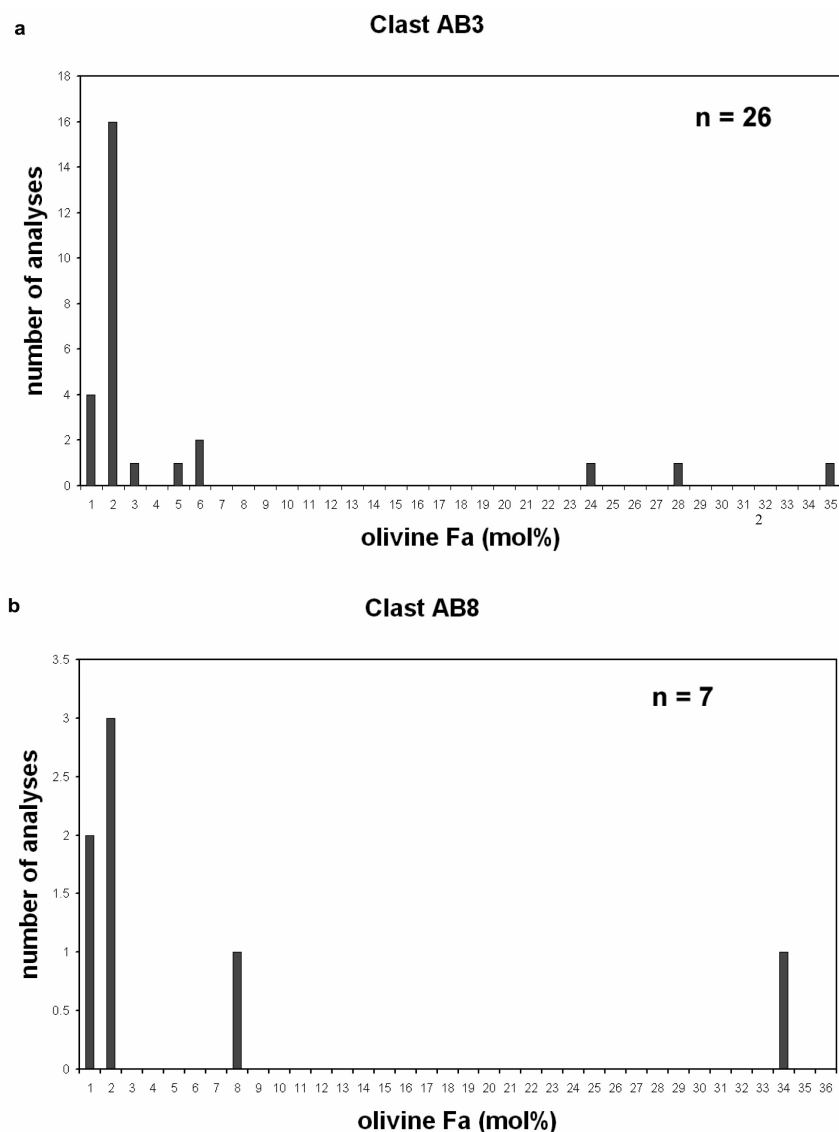 a
Clast AB3
18
16
14
12
10
8
6
4
2
0
number of analyses
n = 26
1 2 3 4 5 6 7 8 9 10 11 12 13 14 15 16 17 18 19 20 21 22 23 24 25 26 27 28 29 30 31 32 33 34 35
2
olivine Fa (mol%)
b
Clast AB8
3.5
3
2.5
2
1.5
1
0.5
0
number of analyses
n = 7
1 2 3 4 5 6 7 8 9 10 11 12 13 14 15 16 17 18 19 20 21 22 23 24 25 26 27 28 29 30 31 32 33 34 35 36
olivine Fa (mol%)